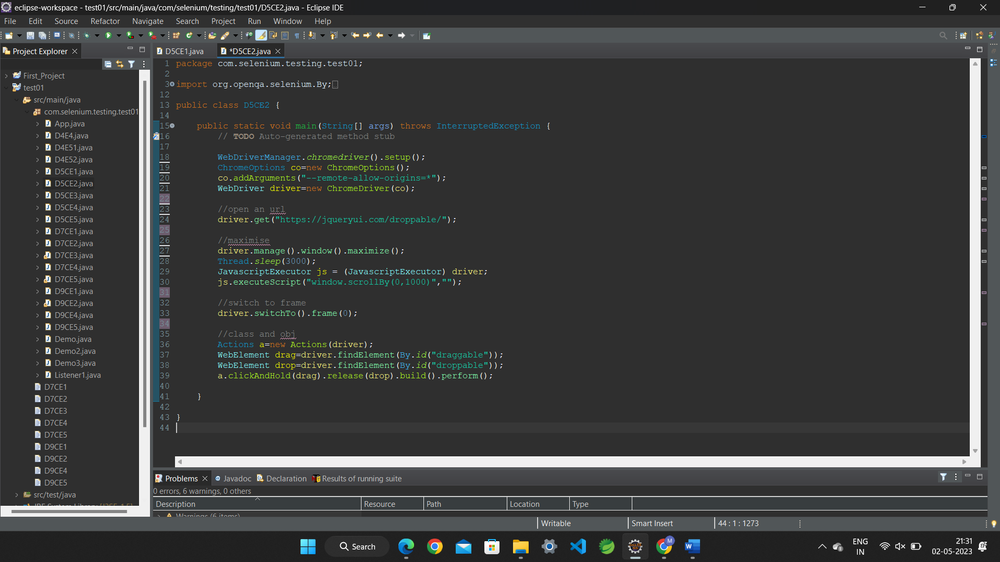 eclipse-workspace - test01/src/main/java/com/selenium/testing/test01/D5CE2.java - Eclipse IDE
File Edit Source Refactor Navigate Search Project Run Window Help
Project Explorer
D5CE1.java
*D5CE2.java
First_Project
test01
src/main/java
com.selenium.testing.test01
App.java
D4E4.java
D4E51.java
D4E52.java
D5CE1.java
D5CE2.java
D5CE3.java
D5CE4.java
D5CE5.java
D7CE1.java
D7CE2.java
D7CE3.java
D7CE4.java
D7CE5.java
D9CE1.java
D9CE2.java
D9CE4.java
D9CE5.java
Demo.java
Demo2.java
Demo3.java
Listener1.java
D7CE1
D7CE2
D7CE3
D7CE4
D7CE5
D9CE1
D9CE2
D9CE4
D9CE5
src/test/java
1 package com.selenium.testing.test01;
2
3 import org.openqa.selenium.By;
12
13 public class D5CE2 {
14
15 public static void main(String[] args) throws InterruptedException {
16 // TODO Auto-generated method stub
17
18 WebDriverManager.chromedriver().setup();
19 ChromeOptions co=new ChromeOptions();
20 co.addArguments("--remote-allow-origins=*");
21 WebDriver driver=new ChromeDriver(co);
22
23 //open an url
24 driver.get("https://jqueryui.com/droppable/");
25
26 //maximise
27 driver.manage().window().maximize();
28 Thread.sleep(3000);
29 JavascriptExecutor js = (JavascriptExecutor) driver;
30 js.executeScript("window.scrollBy(0,1000)","");
31
32 //switch to frame
33 driver.switchTo().frame(0);
34
35 //class and obj
36 Actions a=new Actions(driver);
37 WebElement drag=driver.findElement(By.id("draggable"));
38 WebElement drop=driver.findElement(By.id("droppable"));
39 a.clickAndHold(drag).release(drop).build().perform();
40
41 }
42
43 }
44
Problems Javadoc Declaration Results of running suite
0 errors, 6 warnings, 0 others
Description Resource Path Location Type
Warnings (6 items)
Writable Smart Insert 44 : 1 : 1273
Search
ENG
IN
21:31
02-05-2023